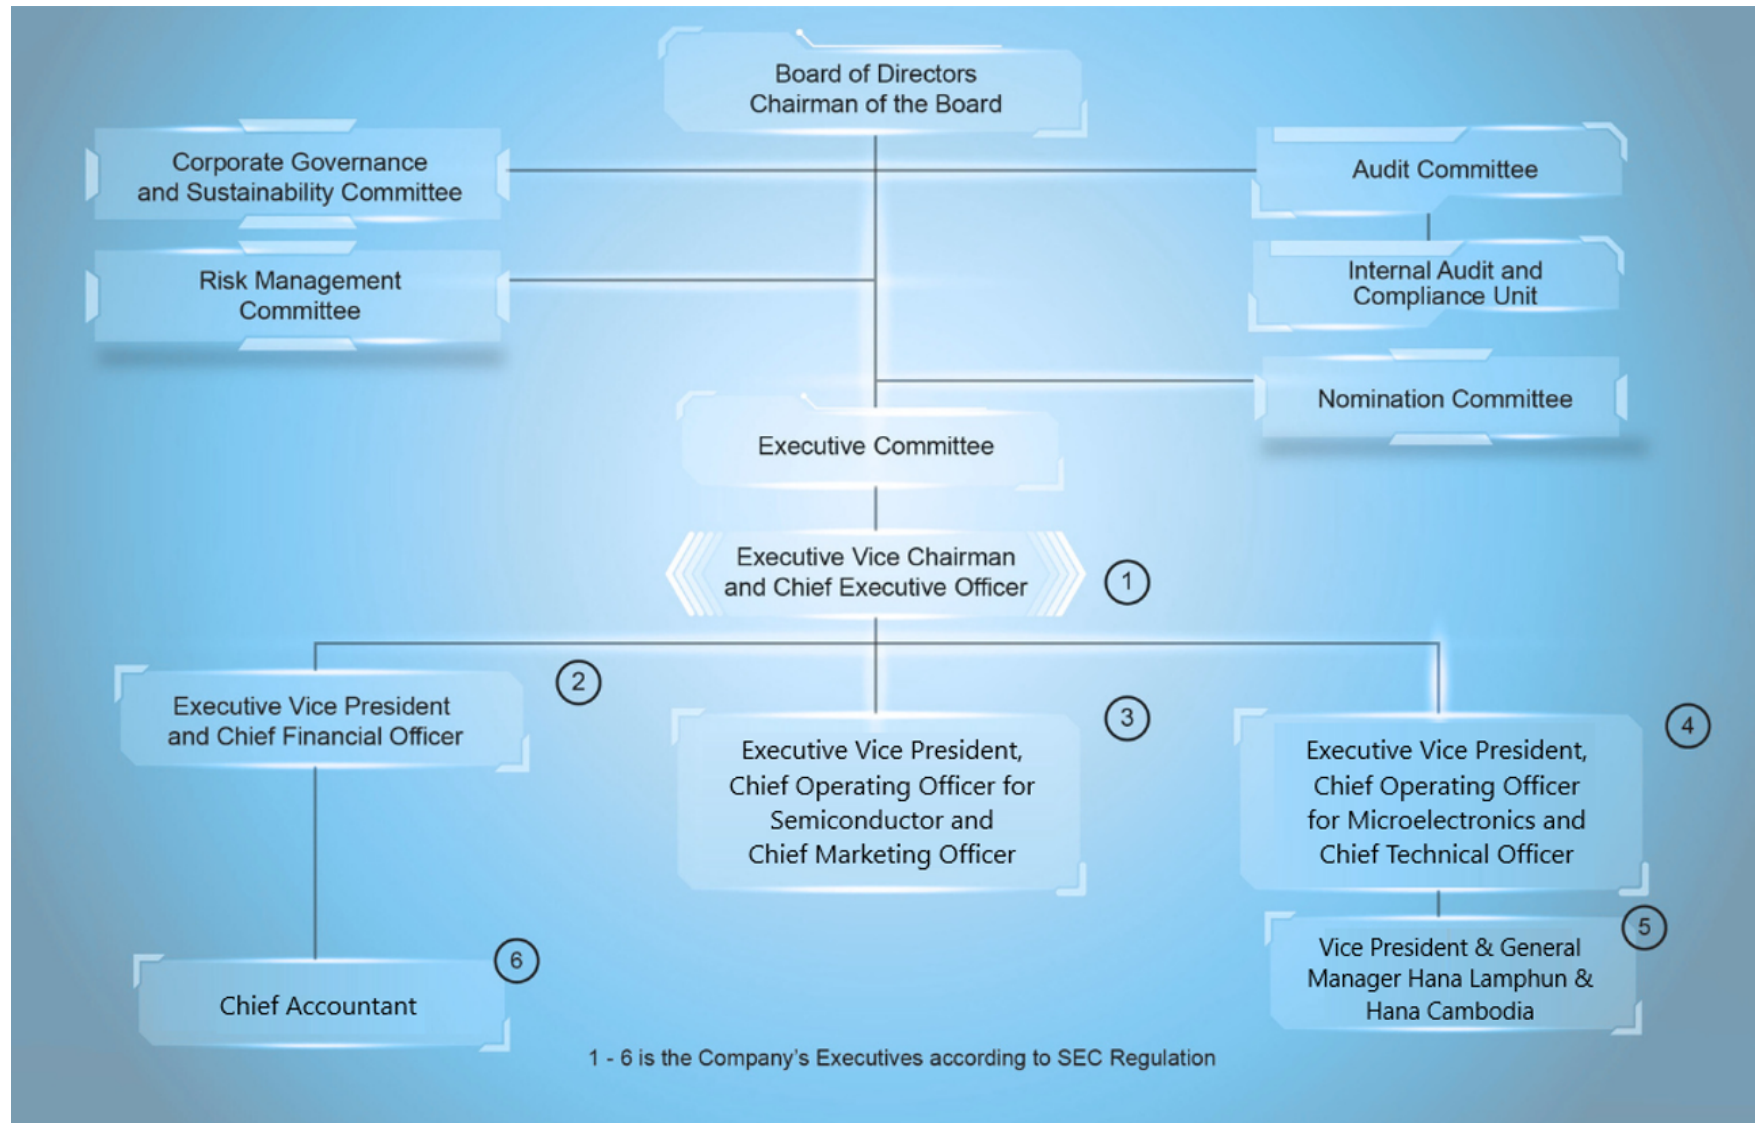 Board of Directors
Chairman of the Board
Corporate Governance
and Sustainability Committee
Audit Committee
Risk Management
Committee
Internal Audit and
Compliance Unit
Nomination Committee
Executive Committee
Executive Vice Chairman
and Chief Executive Officer
1
Executive Vice President
and Chief Financial Officer
2
Executive Vice President,
Chief Operating Officer for
Semiconductor and
Chief Marketing Officer
3
Executive Vice President,
Chief Operating Officer
for Microelectronics and
Chief Technical Officer
4
Chief Accountant
6
Vice President & General
Manager Hana Lamphun &
Hana Cambodia
5
1 - 6 is the Company's Executives according to SEC Regulation